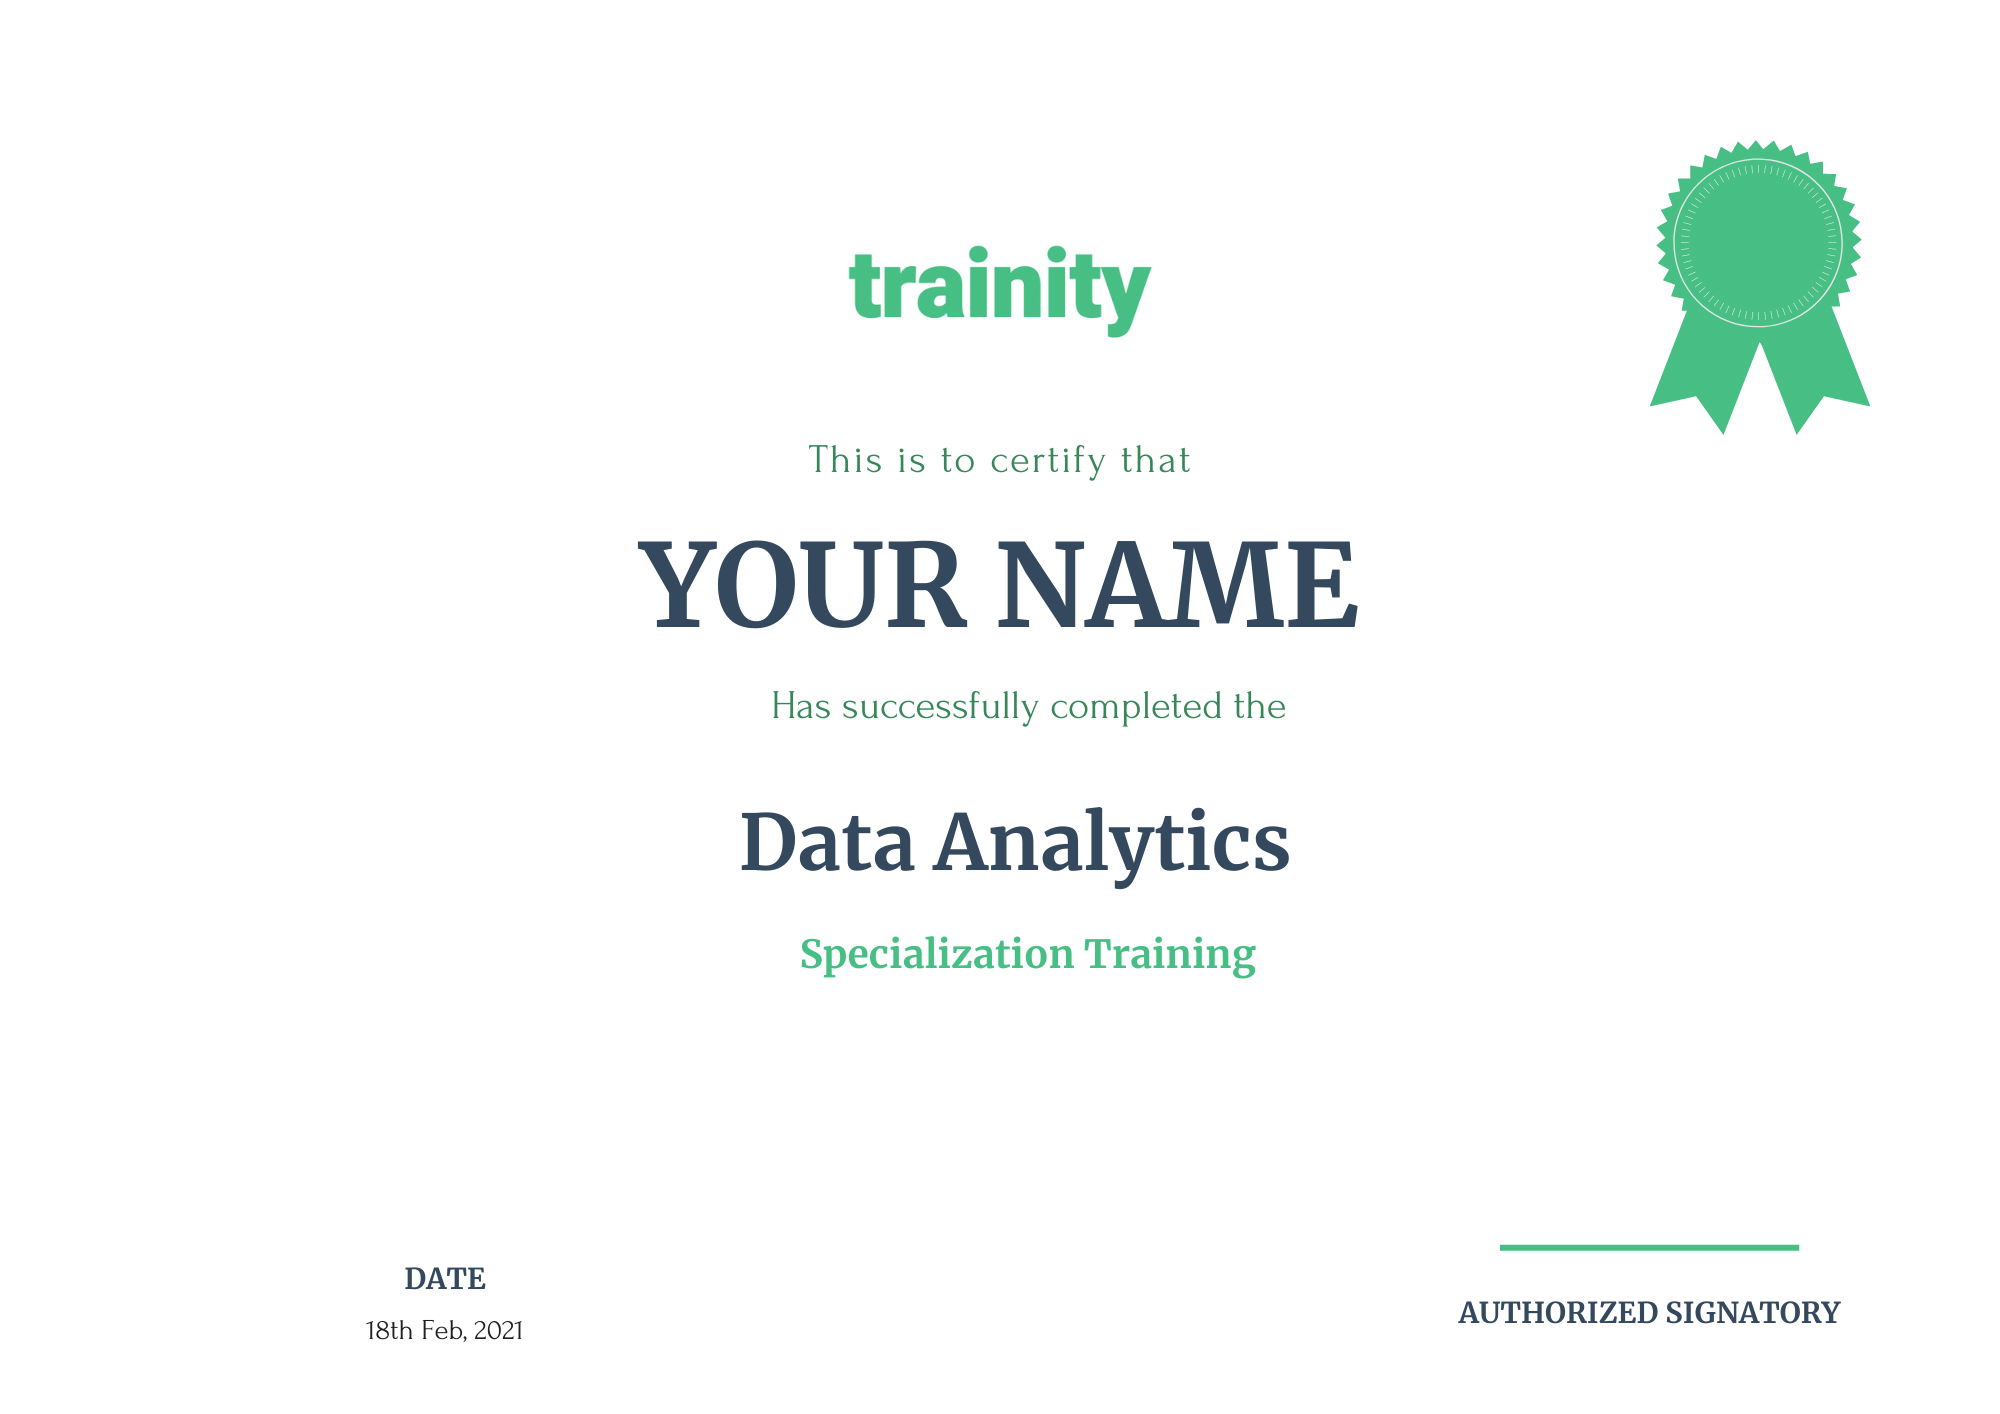 trainity
This is to certify that
YOUR NAME
Has successfully completed the
Data Analytics
Specialization Training
DATE
18th Feb, 2021
AUTHORIZED SIGNATORY